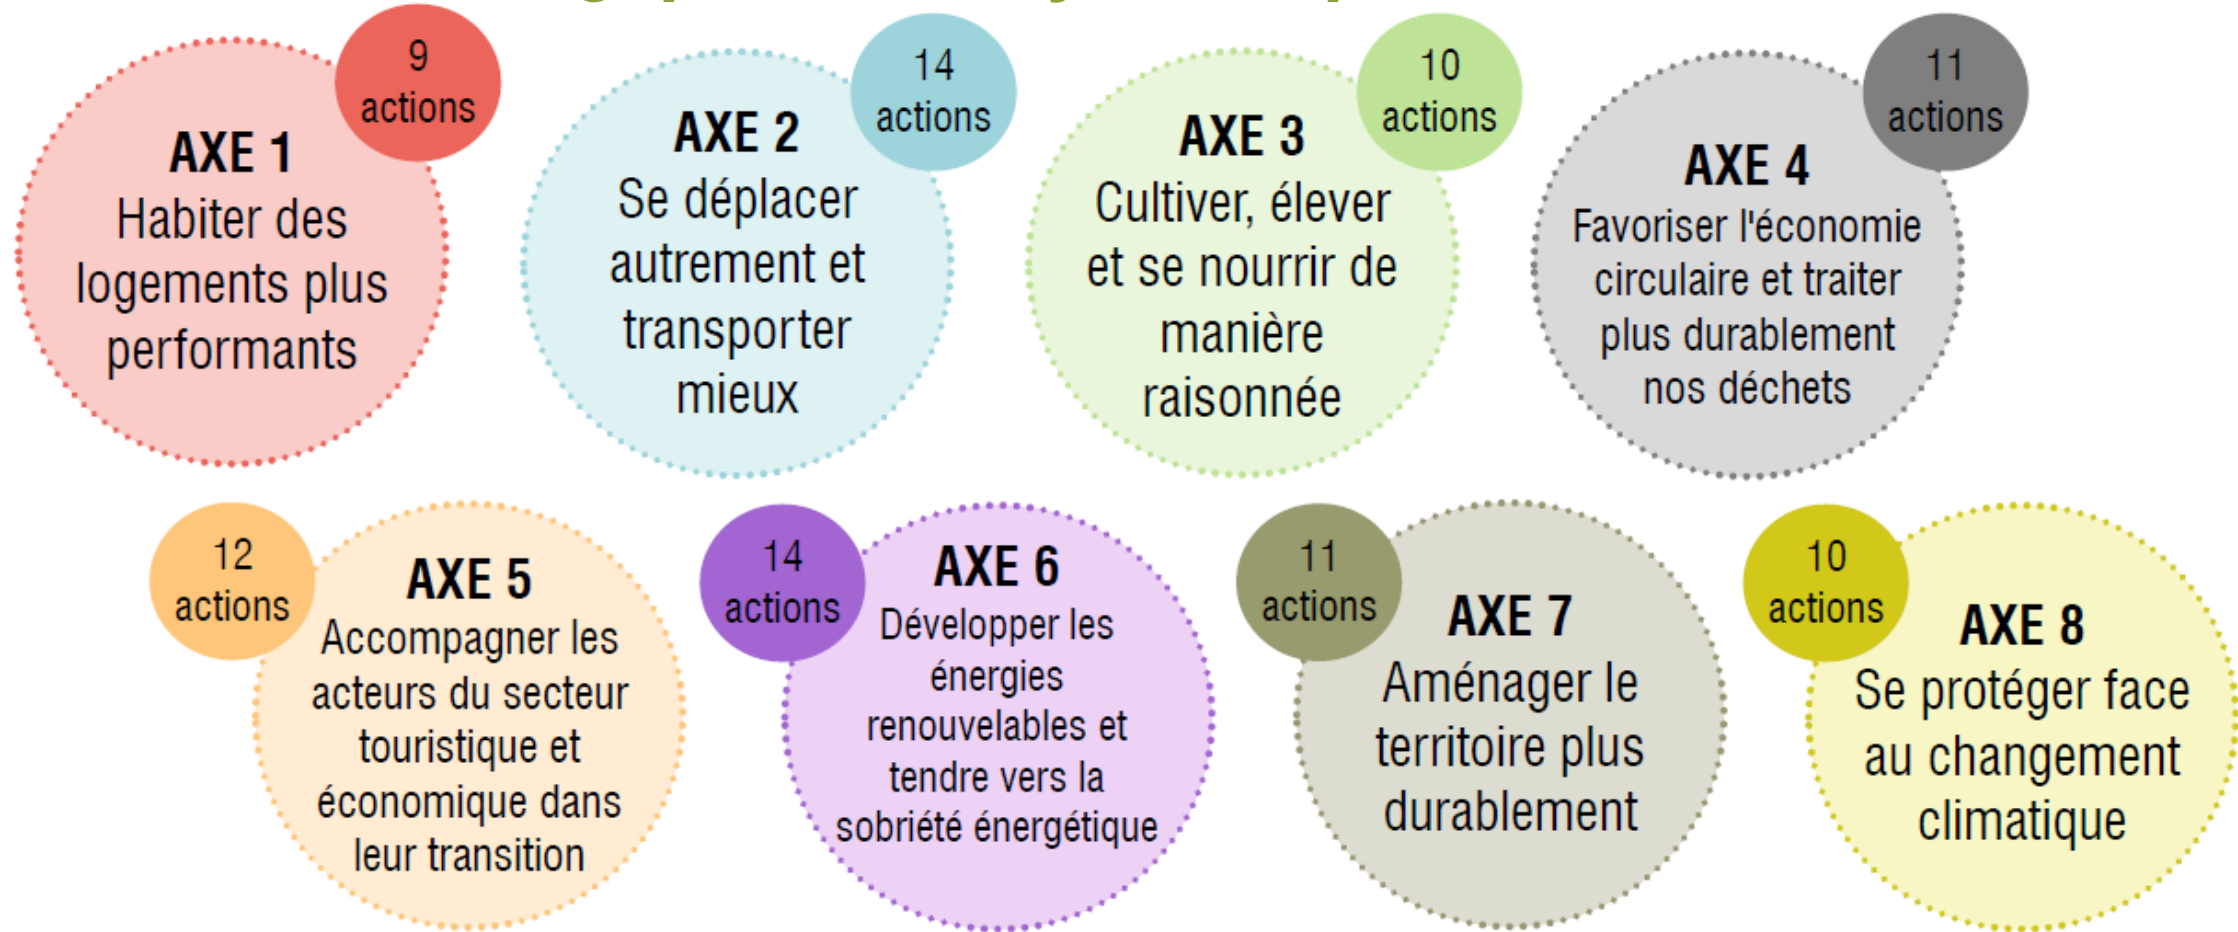 9
actions
AXE 1
Habiter des
logements plus
performants
14
actions
AXE 2
Se déplacer
autrement et
transporter
mieux
10
actions
AXE 3
Cultiver, élever
et se nourrir de
manière
raisonnée
11
actions
AXE 4
Favoriser l'économie
circulaire et traiter
plus durablement
nos déchets
12
actions
AXE 5
Accompagner les
acteurs du secteur
touristique et
économique dans
leur transition
14
actions
AXE 6
Développer les
énergies
renouvelables et
tendre vers la
sobriété énergétique
11
actions
AXE 7
Aménager le
territoire plus
durablement
10
actions
AXE 8
Se protéger face
au changement
climatique